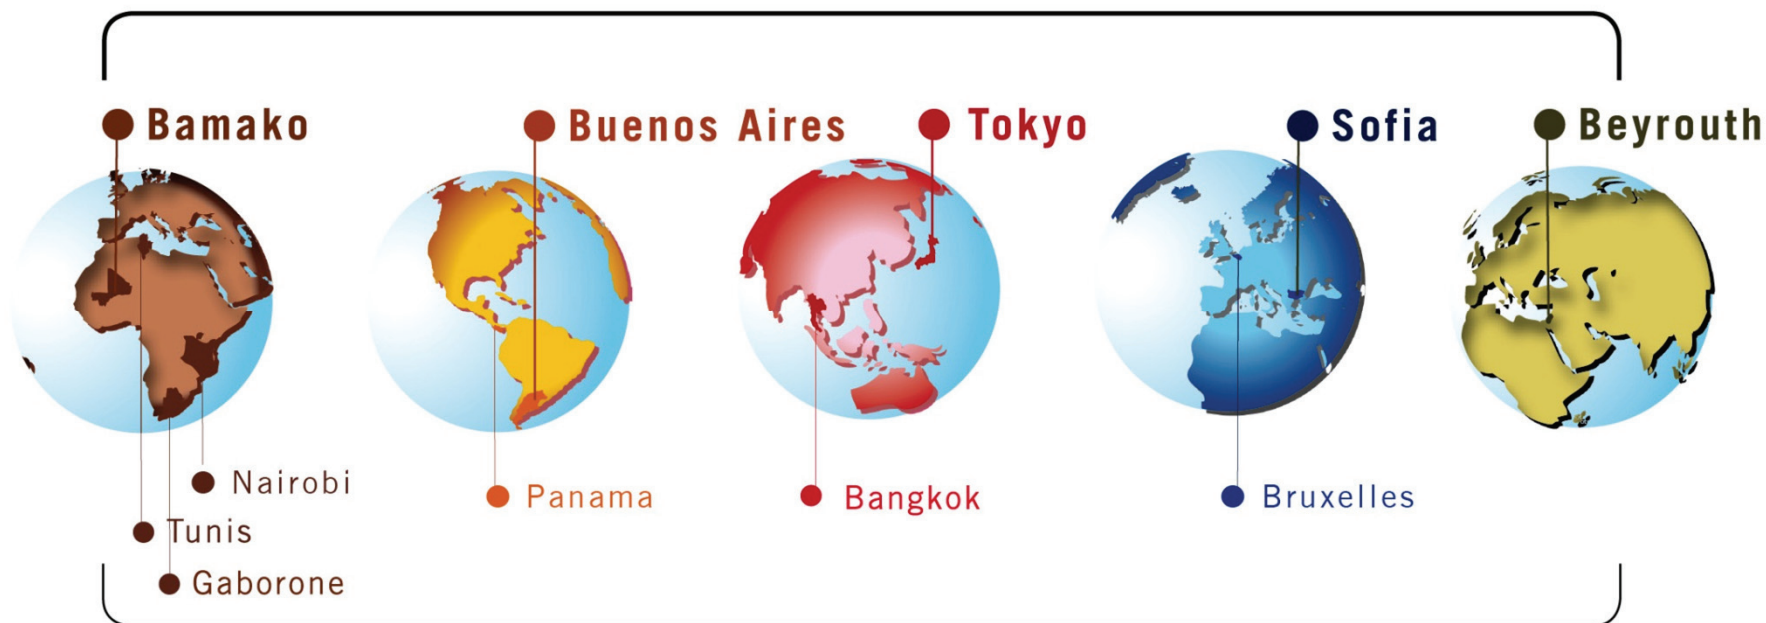 Bamako
Buenos Aires
Tokyo
Sofia
Beyrouth
Nairobi
Panama
Bangkok
Bruxelles
Tunis
Gaborone